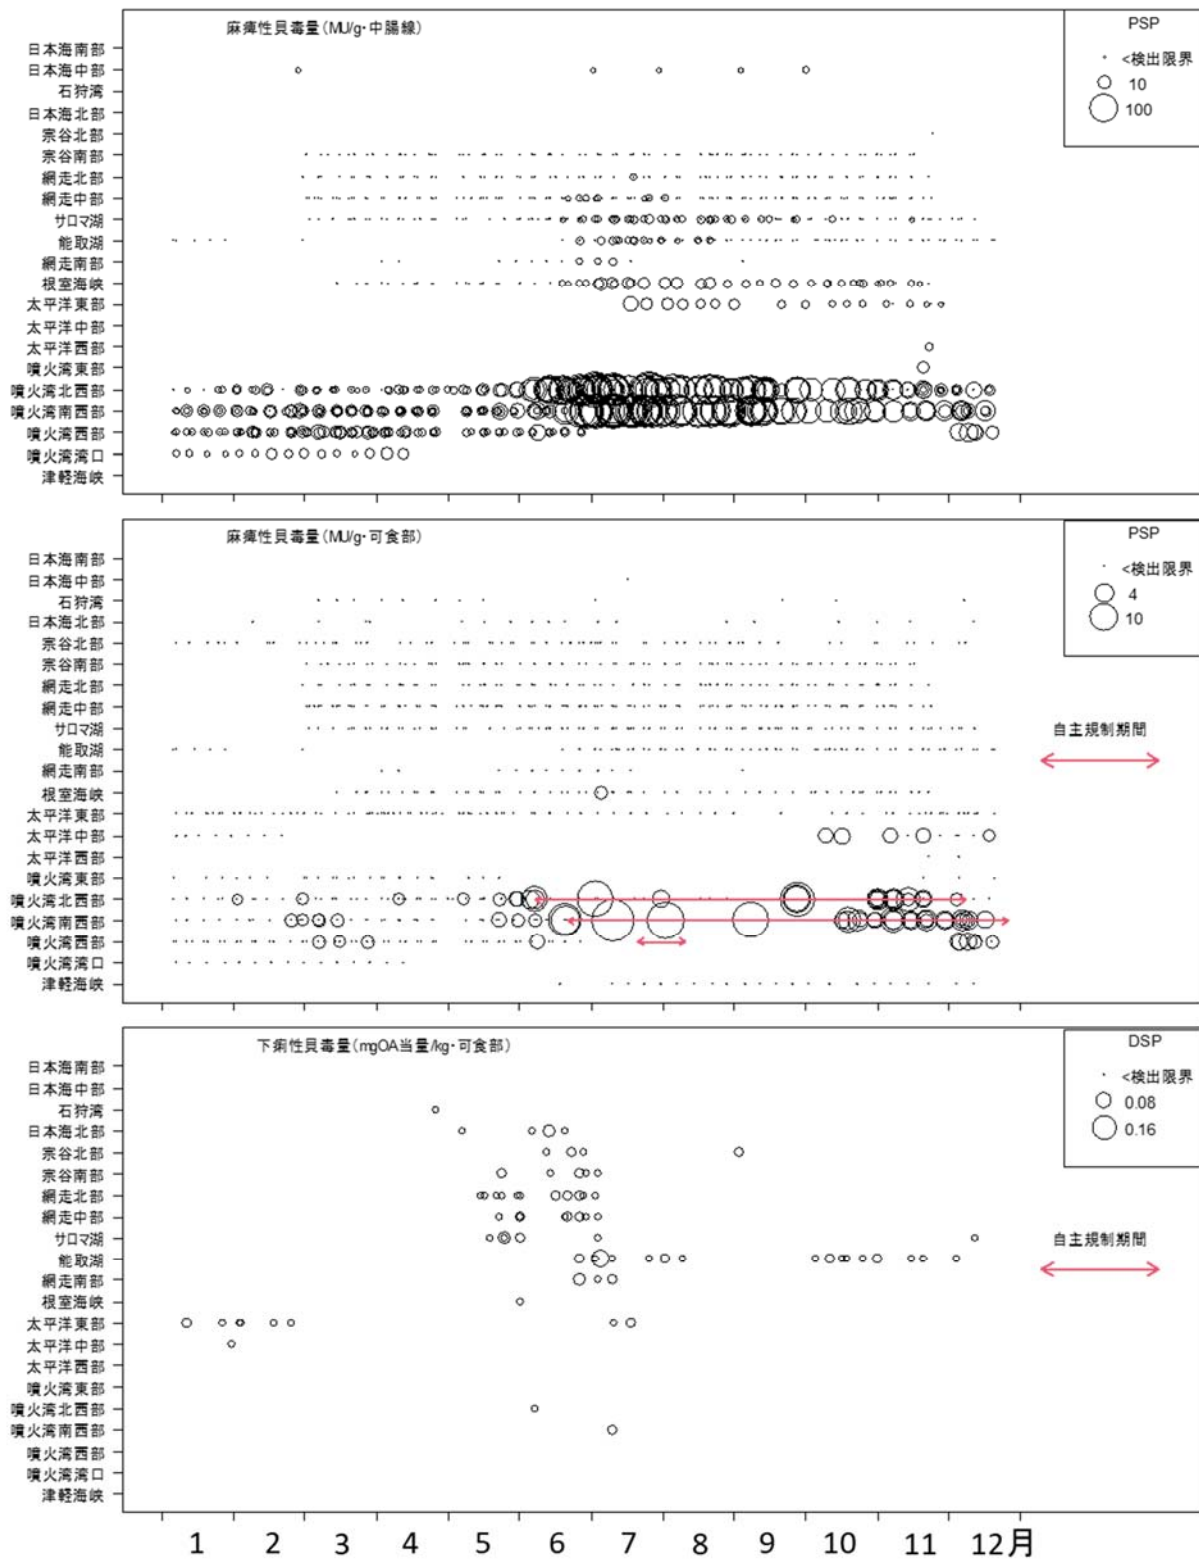 麻痺性貝毒量(MU/g・中腸線)
PSP
<検出限界
10
100
日本海南部
日本海中部
石狩湾
日本海北部
宗谷北部
宗谷南部
網走北部
網走中部
サロマ湖
能取湖
網走南部
根室海峡
太平洋東部
太平洋中部
太平洋西部
噴火湾東部
噴火湾北西部
噴火湾南西部
噴火湾西部
噴火湾湾口
津軽海峡
麻痺性貝毒量(MU/g・可食部)
PSP
<検出限界
4
10
自主規制期間
日本海南部
日本海中部
石狩湾
日本海北部
宗谷北部
宗谷南部
網走北部
網走中部
サロマ湖
能取湖
網走南部
根室海峡
太平洋東部
太平洋中部
太平洋西部
噴火湾東部
噴火湾北西部
噴火湾南西部
噴火湾西部
噴火湾湾口
津軽海峡
下痢性貝毒量(mgOA当量/kg・可食部)
DSP
<検出限界
0.08
0.16
自主規制期間
日本海南部
日本海中部
石狩湾
日本海北部
宗谷北部
宗谷南部
網走北部
網走中部
サロマ湖
能取湖
網走南部
根室海峡
太平洋東部
太平洋中部
太平洋西部
噴火湾東部
噴火湾北西部
噴火湾南西部
噴火湾西部
噴火湾湾口
津軽海峡
1 2 3 4 5 6 7 8 9 10 11 12月